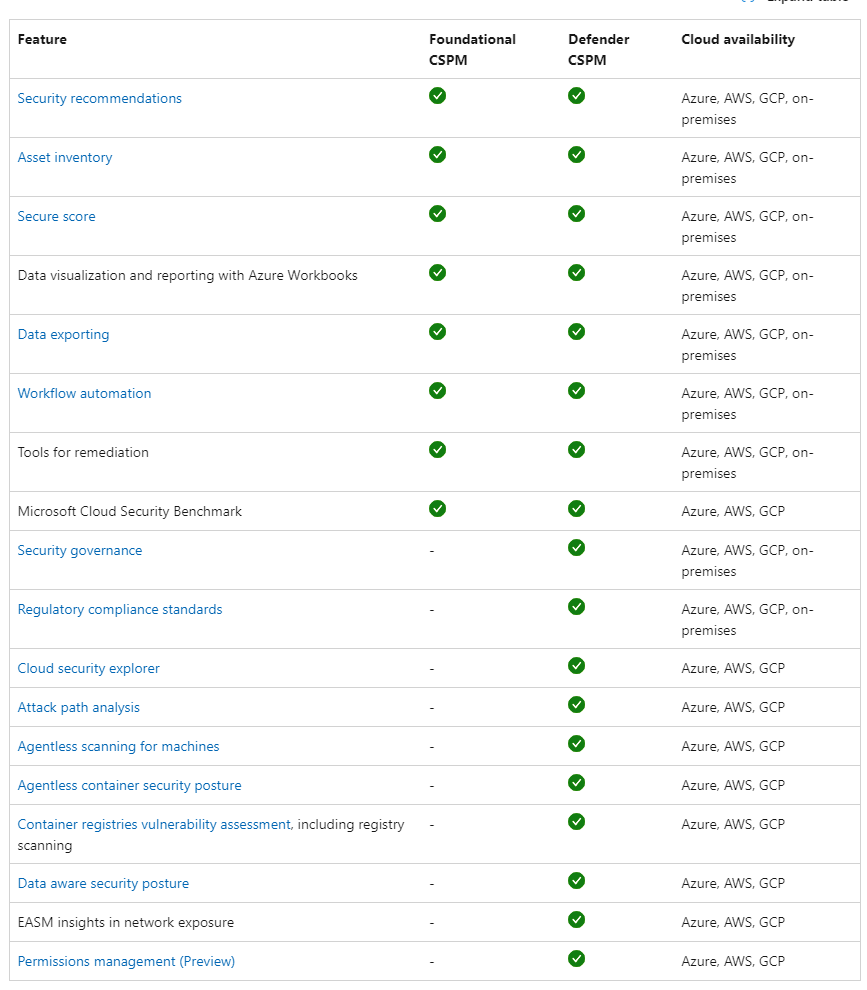 Expand table
Feature
Foundational
CSPM
Defender
CSPM
Cloud availability
Security recommendations
Azure, AWS, GCP, on-
premises
Asset inventory
Azure, AWS, GCP, on-
premises
Secure score
Azure, AWS, GCP, on-
premises
Data visualization and reporting with Azure Workbooks
Azure, AWS, GCP, on-
premises
Data exporting
Azure, AWS, GCP, on-
premises
Workflow automation
Azure, AWS, GCP, on-
premises
Tools for remediation
Azure, AWS, GCP, on-
premises
Microsoft Cloud Security Benchmark
Azure, AWS, GCP
Security governance
-
Azure, AWS, GCP, on-
premises
Regulatory compliance standards
-
Azure, AWS, GCP, on-
premises
Cloud security explorer
-
Azure, AWS, GCP
Attack path analysis
-
Azure, AWS, GCP
Agentless scanning for machines
-
Azure, AWS, GCP
Agentless container security posture
-
Azure, AWS, GCP
Container registries vulnerability assessment, including registry
scanning
-
Azure, AWS, GCP
Data aware security posture
-
Azure, AWS, GCP
EASM insights in network exposure
-
Azure, AWS, GCP
Permissions management (Preview)
-
Azure, AWS, GCP